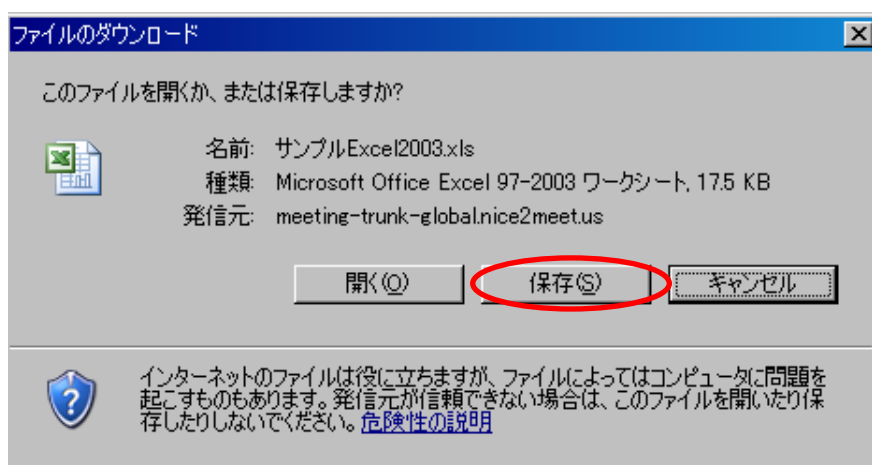 ファイルのダウンロード
このファイルを開くか、または保存しますか?
名前: サンプルExcel2003.xls
種類: Microsoft Office Excel 97-2003 ワークシート, 17.5 KB
発信元: meeting-trunk-global.nice2meet.us
開く(O) 保存(S) キャンセル
インターネットのファイルは役に立ちますが、ファイルによってはコンピュータに問題を
起こすものもあります。発信元が信頼できない場合は、このファイルを開いたり保
存したりしないでください。危険性の説明